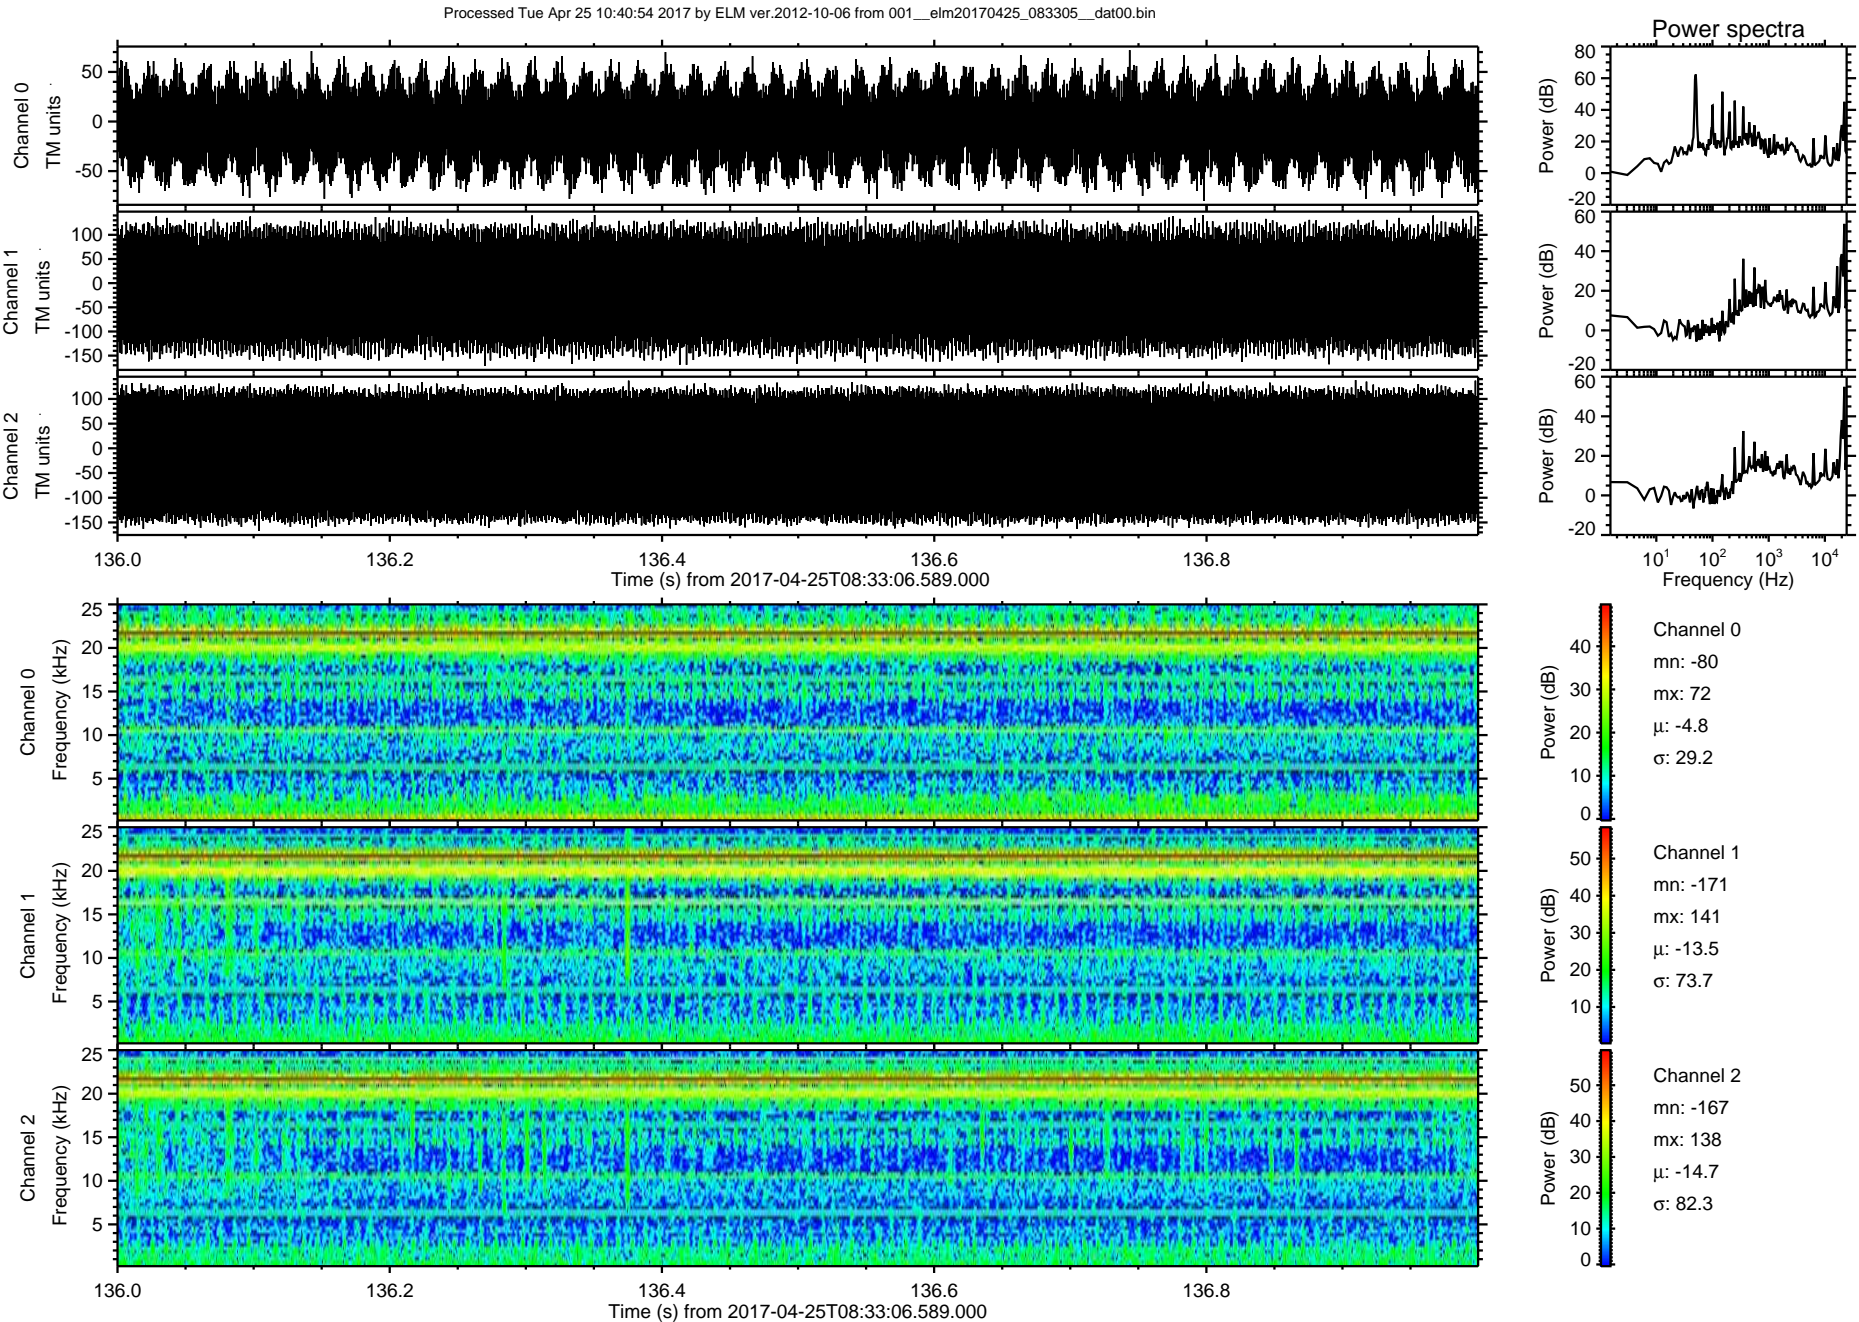 Processed Tue Apr 25 10:40:54 2017 by ELM ver.2012-10-06 from 001__elm20170425_083305__dat00.bin
Power spectra
Channel 0
TM units
50
0
-50
Power (dB)
80
60
40
20
0
-20
Channel 1
TM units
100
50
0
-50
-100
-150
Power (dB)
60
40
20
0
-20
Channel 2
TM units
100
50
0
-50
-100
-150
Power (dB)
60
40
20
0
-20
136.0 136.2 136.4 136.6 136.8
Time (s) from 2017-04-25T08:33:06.589.000
10¹ 10² 10³ 10⁴
Frequency (Hz)
Channel 0
Frequency (kHz)
25
20
15
10
5
Power (dB)
40
30
20
10
0
Channel 0
mn: -80
mx: 72
μ: -4.8
σ: 29.2
Channel 1
Frequency (kHz)
25
20
15
10
5
Power (dB)
50
40
30
20
10
Channel 1
mn: -171
mx: 141
μ: -13.5
σ: 73.7
Channel 2
Frequency (kHz)
25
20
15
10
5
Power (dB)
50
40
30
20
10
0
Channel 2
mn: -167
mx: 138
μ: -14.7
σ: 82.3
136.0 136.2 136.4 136.6 136.8
Time (s) from 2017-04-25T08:33:06.589.000